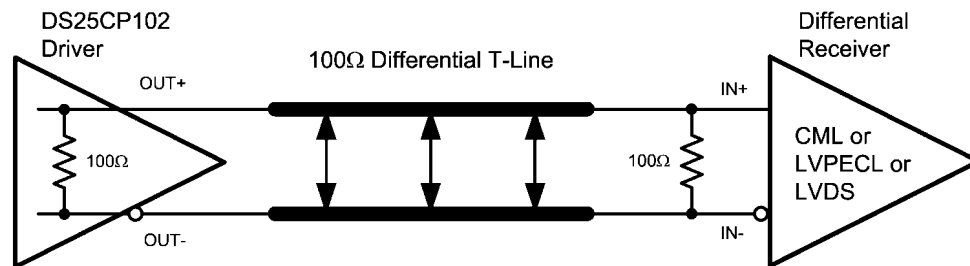 DS25CP102
Driver
Differential
Receiver
100Ω Differential T-Line
OUT+
IN+
100Ω
100Ω
CML or
LVPECL or
LVDS
OUT-
IN-